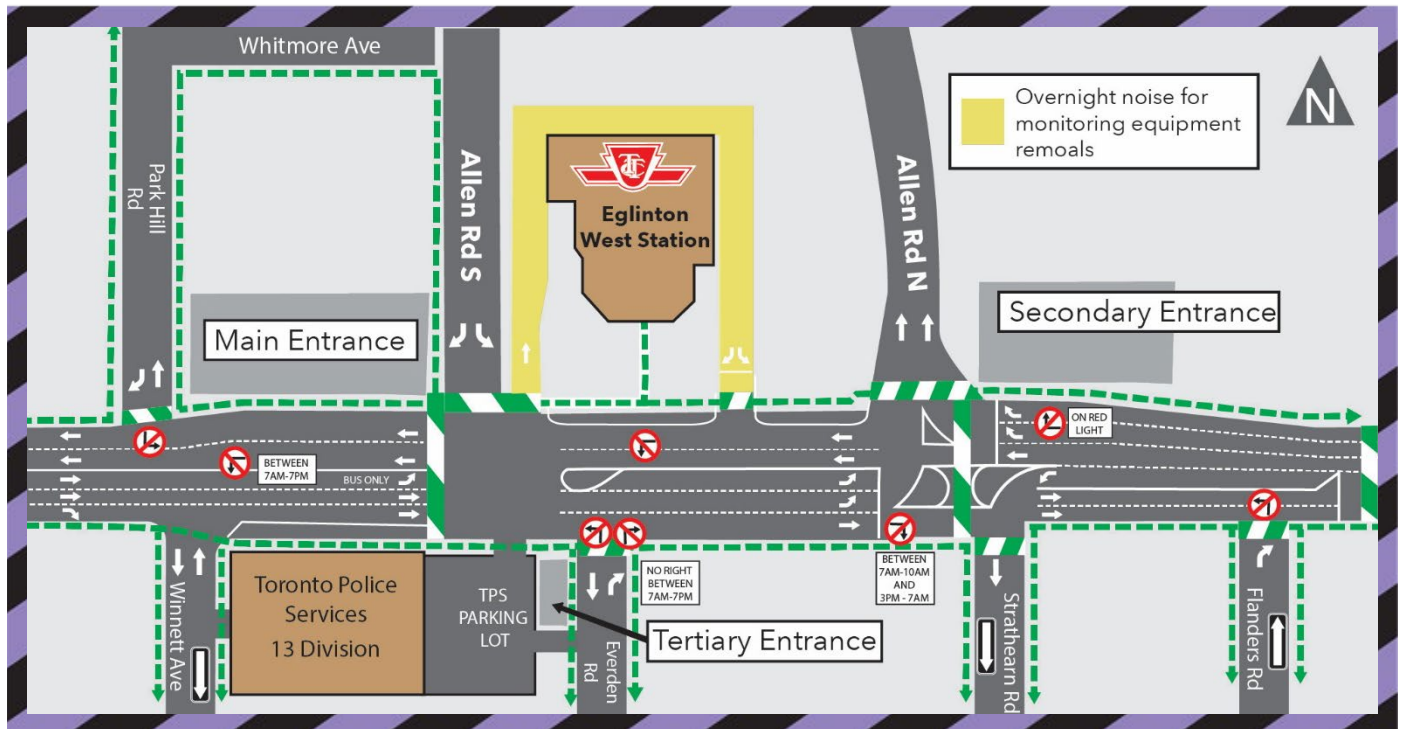 Whitmore Ave
Park Hill
Rd
Allen Rd S
TTC
Eglinton
West Station
Allen Rd N
Overnight noise for
monitoring equipment
remoals
N
Main Entrance
Secondary Entrance
BETWEEN
7AM-7PM
BUS ONLY
ON RED
LIGHT
Winnett Ave
Toronto Police
Services
13 Division
TPS
PARKING
LOT
Everden
Rd
NO RIGHT
BETWEEN
7AM-7PM
Tertiary Entrance
BETWEEN
7AM-10AM
AND
3PM - 7AM
Strathearn Rd
Flanders Rd